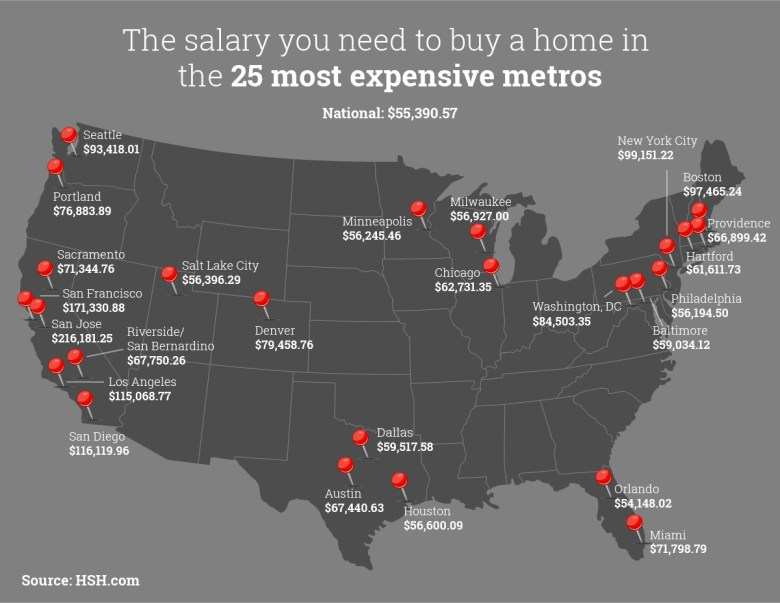 The salary you need to buy a home in
the 25 most expensive metros
National: $55,390.57
Seattle
$93,418.01
Portland
$76,883.89
Sacramento
$71,344.76
San Francisco
$171,330.88
San Jose
$216,181.25
Riverside/
San Bernardino
$67,750.26
Los Angeles
$115,068.77
San Diego
$116,119.96
Salt Lake City
$56,396.29
Denver
$79,458.76
Minneapolis
$56,245.46
Milwaukee
$56,927.00
Chicago
$62,731.35
New York City
$99,151.22
Boston
$97,465.24
Providence
$66,899.42
Hartford
$61,611.73
Philadelphia
$56,194.50
Washington, DC
$84,503.35
Baltimore
$59,034.12
Dallas
$59,517.58
Austin
$67,440.63
Houston
$56,600.09
Orlando
$54,148.02
Miami
$71,798.79
Source: HSH.com